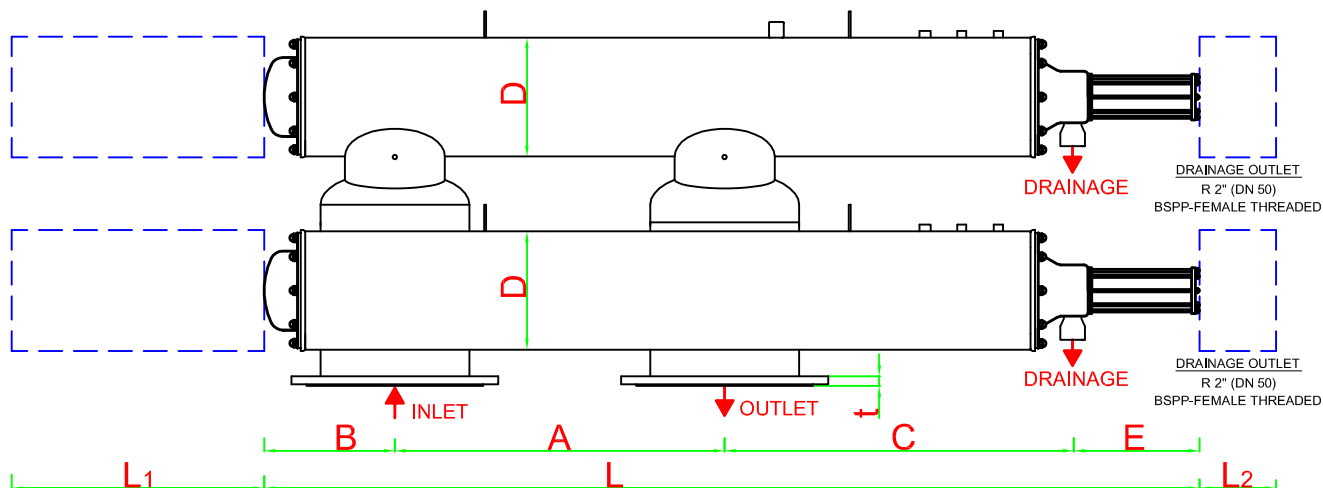 D
DRAINAGE
DRAINAGE OUTLET
R 2" (DN 50)
BSPP-FEMALE THREADED
D
DRAINAGE
DRAINAGE OUTLET
R 2" (DN 50)
BSPP-FEMALE THREADED
INLET
OUTLET
t
B
A
C
E
L1
L
L2